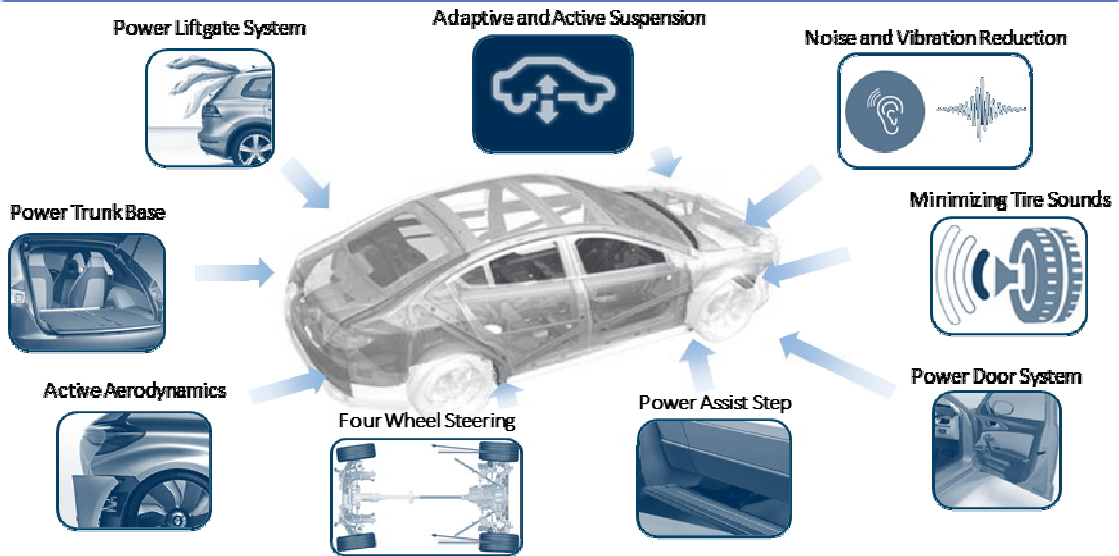 Adaptive and Active Suspension
Power Liftgate System
Noise and Vibration Reduction
Power Trunk Base
Minimizing Tire Sounds
Active Aerodynamics
Four Wheel Steering
Power Assist Step
Power Door System